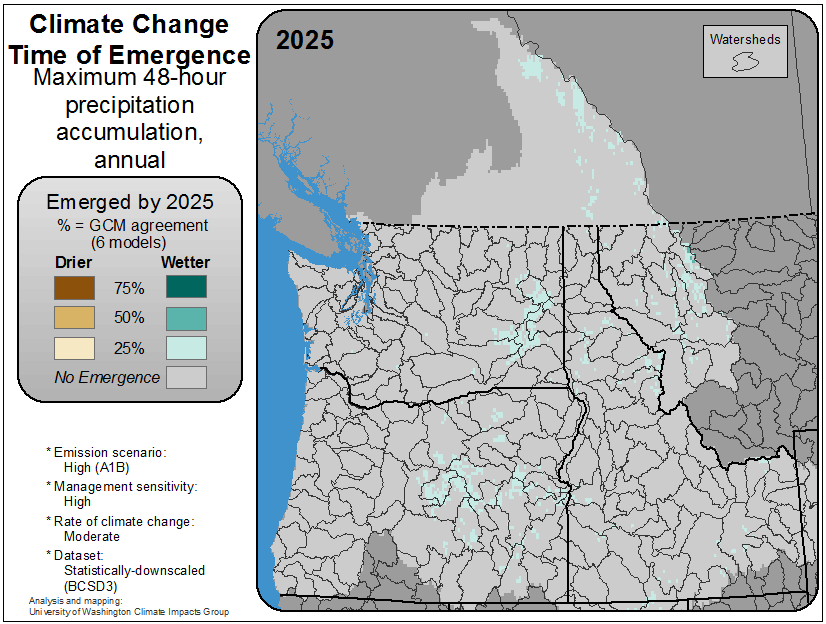 Climate Change
Time of Emergence
Maximum 48-hour
precipitation
accumulation,
annual
Emerged by 2025
% = GCM agreement
(6 models)
Drier Wetter
75%
50%
25%
No Emergence
* Emission scenario:
High (A1B)
* Management sensitivity:
High
* Rate of climate change:
Moderate
* Dataset:
Statistically-downscaled
(BCSD3)
Analysis and mapping:
University of Washington Climate Impacts Group
2025
Watersheds